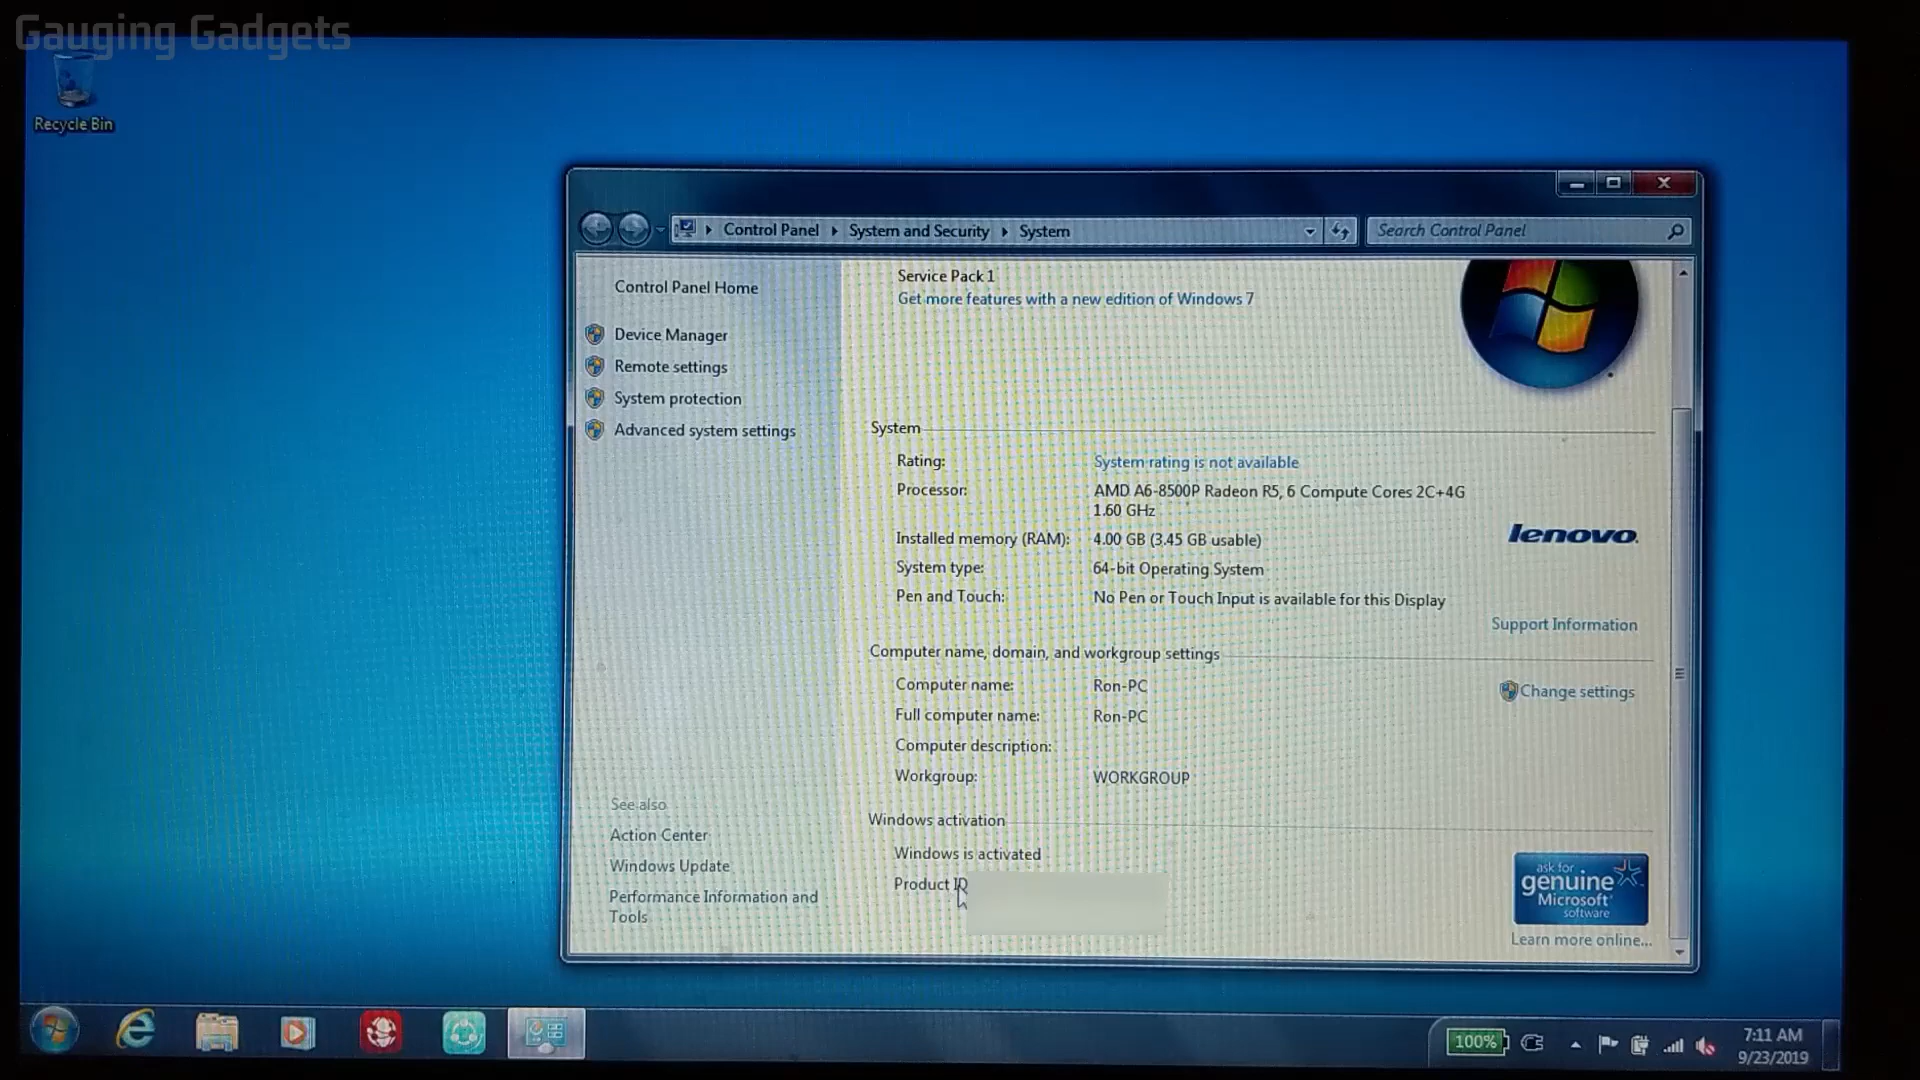 Gauging Gadgets
Recycle Bin
Control Panel
System and Security
System
Search Control Panel
Control Panel Home
Device Manager
Remote settings
System protection
Advanced system settings
See also
Action Center
Windows Update
Performance Information and
Tools
Service Pack 1
Get more features with a new edition of Windows 7
System
Rating: System rating is not available
Processor: AMD A6-8500P Radeon R5, 6 Compute Cores 2C+4G
1.60 GHz
Installed memory (RAM): 4.00 GB (3.45 GB usable)
System type: 64-bit Operating System
Pen and Touch: No Pen or Touch Input is available for this Display
lenovo
Support Information
Computer name, domain, and workgroup settings
Computer name: Ron-PC
Change settings
Full computer name: Ron-PC
Computer description:
Workgroup: WORKGROUP
Windows activation
Windows is activated
Product ID
ask for
genuine
Microsoft
software
Learn more online...
100%
7:11 AM
9/23/2019